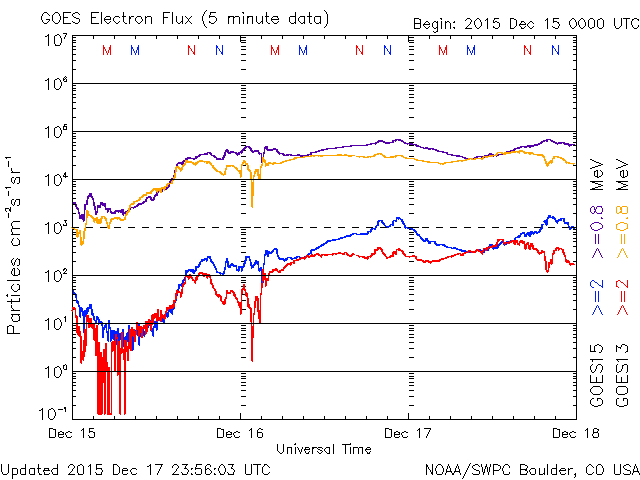 GOES Electron Flux (5 minute data)
Begin: 2015 Dec 15 0000 UTC
M M N N M M N N M M N N
10⁷
10⁶
10⁵
10⁴
10³
10²
10¹
10⁰
10⁻¹
Particles cm⁻²s⁻¹sr⁻¹
Dec 15 Dec 16 Dec 17 Dec 18
Universal Time
GOES15 >=2 >=0.8 MeV
GOES13 >=2 >=0.8 MeV
Updated 2015 Dec 17 23:56:03 UTC
NOAA/SWPC Boulder, CO USA